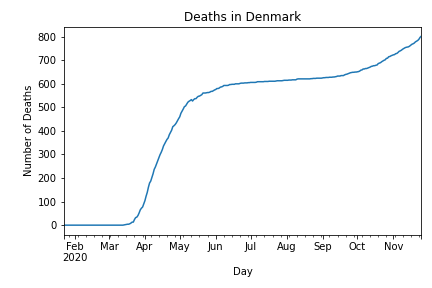 Deaths in Denmark
Number of Deaths
800
700
600
500
400
300
200
100
0
Feb Mar Apr May Jun Jul Aug Sep Oct Nov
2020
Day